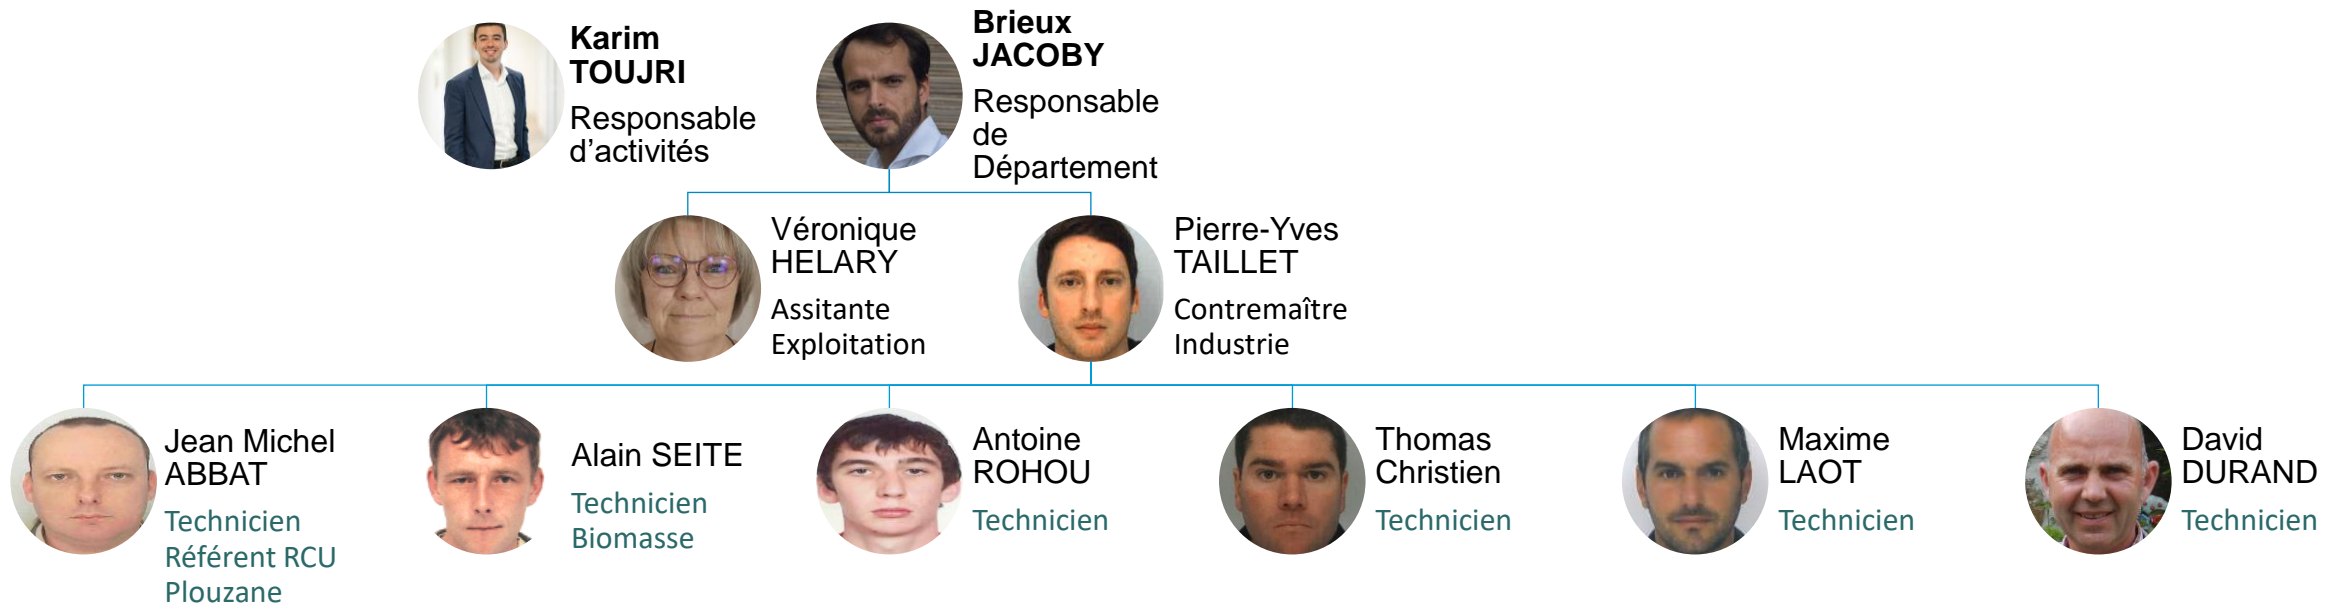 Karim
TOUJRI
Responsable
d’activités
Brieux
JACOBY
Responsable
de
Département
Véronique
HELARY
Assitante
Exploitation
Pierre-Yves
TAILLET
Contremaître
Industrie
Jean Michel
ABBAT
Technicien
Référent RCU
Plouzane
Alain SEITE
Technicien
Biomasse
Antoine
ROHOU
Technicien
Thomas
Christien
Technicien
Maxime
LAOT
Technicien
David
DURAND
Technicien